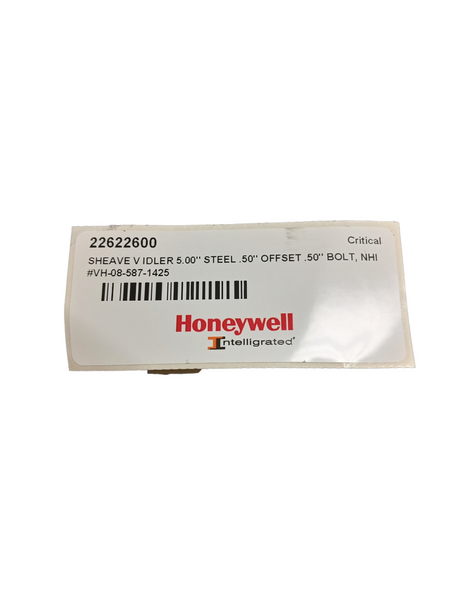 22622600 Critical
SHEAVE V IDLER 5.00" STEEL .50" OFFSET .50" BOLT, NHI
#VH-08-587-1425
Honeywell
Intelligrated